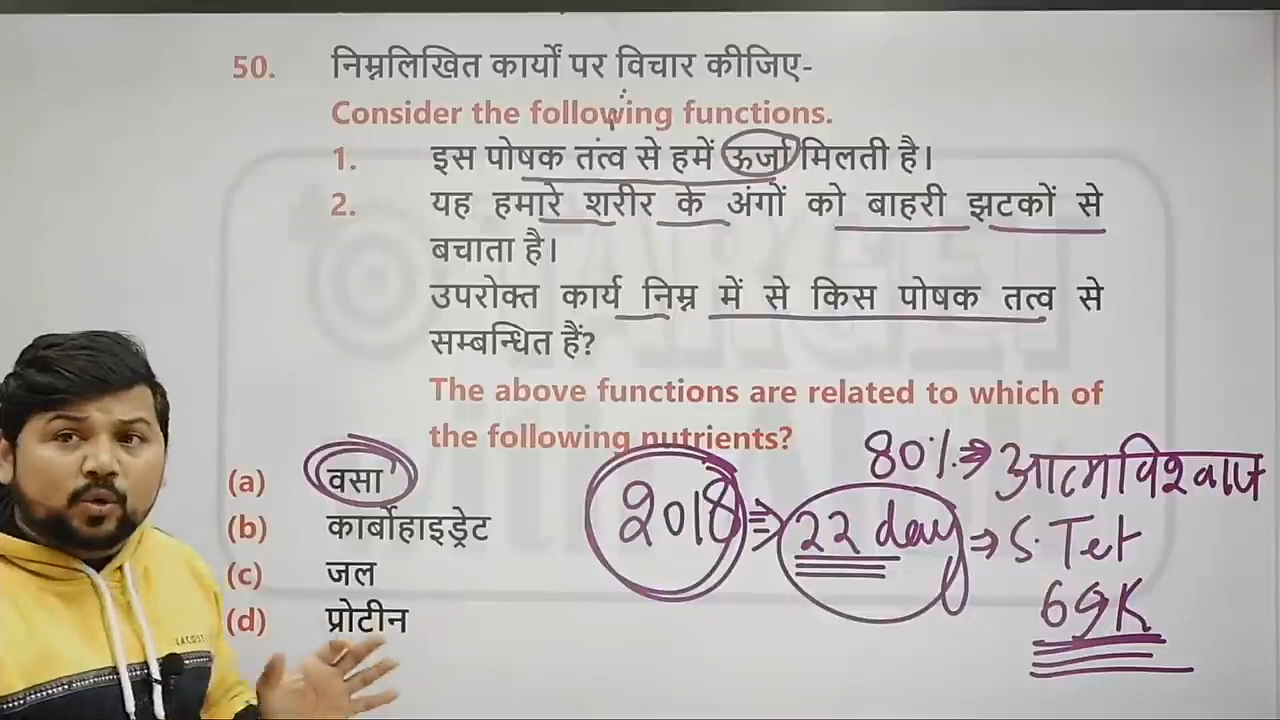 50. निम्नलिखित कार्यों पर विचार कीजिए-
Consider the following functions.
1. इस पोषक तंत्व से हमें ऊर्जा मिलती है।
2. यह हमारे शरीर के अंगों को बाहरी झटकों से
बचाता है।
उपरोक्त कार्य निम्न में से किस पोषक तत्व से
सम्बन्धित हैं?
The above functions are related to which of
the following nutrients?
(a) वसा
(b) कार्बोहाइड्रेट
(c) जल
(d) प्रोटीन
80% ⇒ आत्मविश्वास
2018 ⇒ 22 day ⇒ S. Tet
69K
LACOST